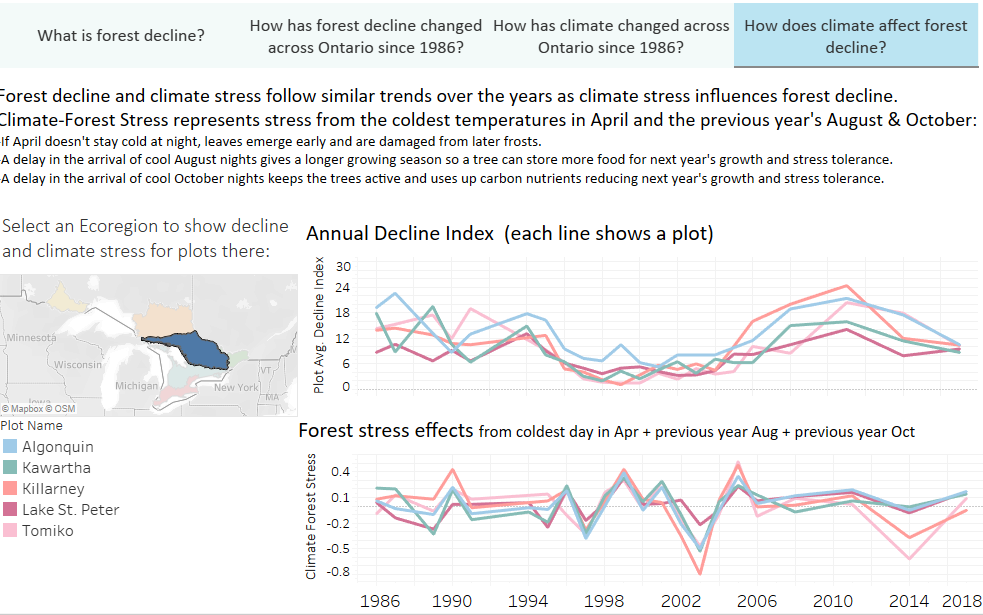 What is forest decline?
How has forest decline changed
across Ontario since 1986?
How has climate changed across
Ontario since 1986?
How does climate affect forest
decline?
Forest decline and climate stress follow similar trends over the years as climate stress influences forest decline.
Climate-Forest Stress represents stress from the coldest temperatures in April and the previous year's August & October:
-If April doesn't stay cold at night, leaves emerge early and are damaged from later frosts.
-A delay in the arrival of cool August nights gives a longer growing season so a tree can store more food for next year's growth and stress tolerance.
-A delay in the arrival of cool October nights keeps the trees active and uses up carbon nutrients reducing next year's growth and stress tolerance.
Select an Ecoregion to show decline
and climate stress for plots there:
Minnesota
Wisconsin
Michigan
Iowa
New York
VT
MA
© Mapbox © OSM
Plot Name
Algonquin
Kawartha
Killarney
Lake St. Peter
Tomiko
Annual Decline Index (each line shows a plot)
Plot Avg. Decline Index
30
24
18
12
6
0
Forest stress effects from coldest day in Apr + previous year Aug + previous year Oct
Climate Forest Stress
0.4
0.1
-0.2
-0.5
-0.8
1986 1990 1994 1998 2002 2006 2010 2014 2018